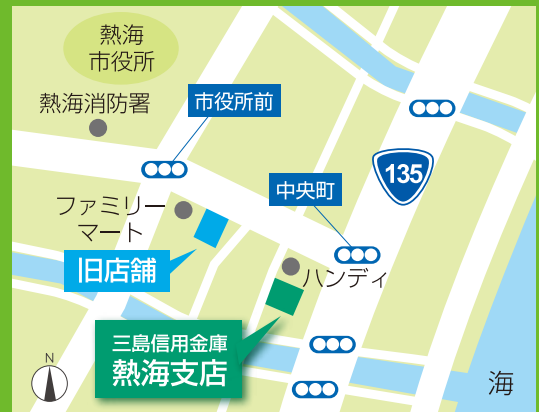 熱海
市役所
熱海消防署
市役所前
135
中央町
ファミリー
マート
旧店舗
ハンディ
三島信用金庫
熱海支店
N
海